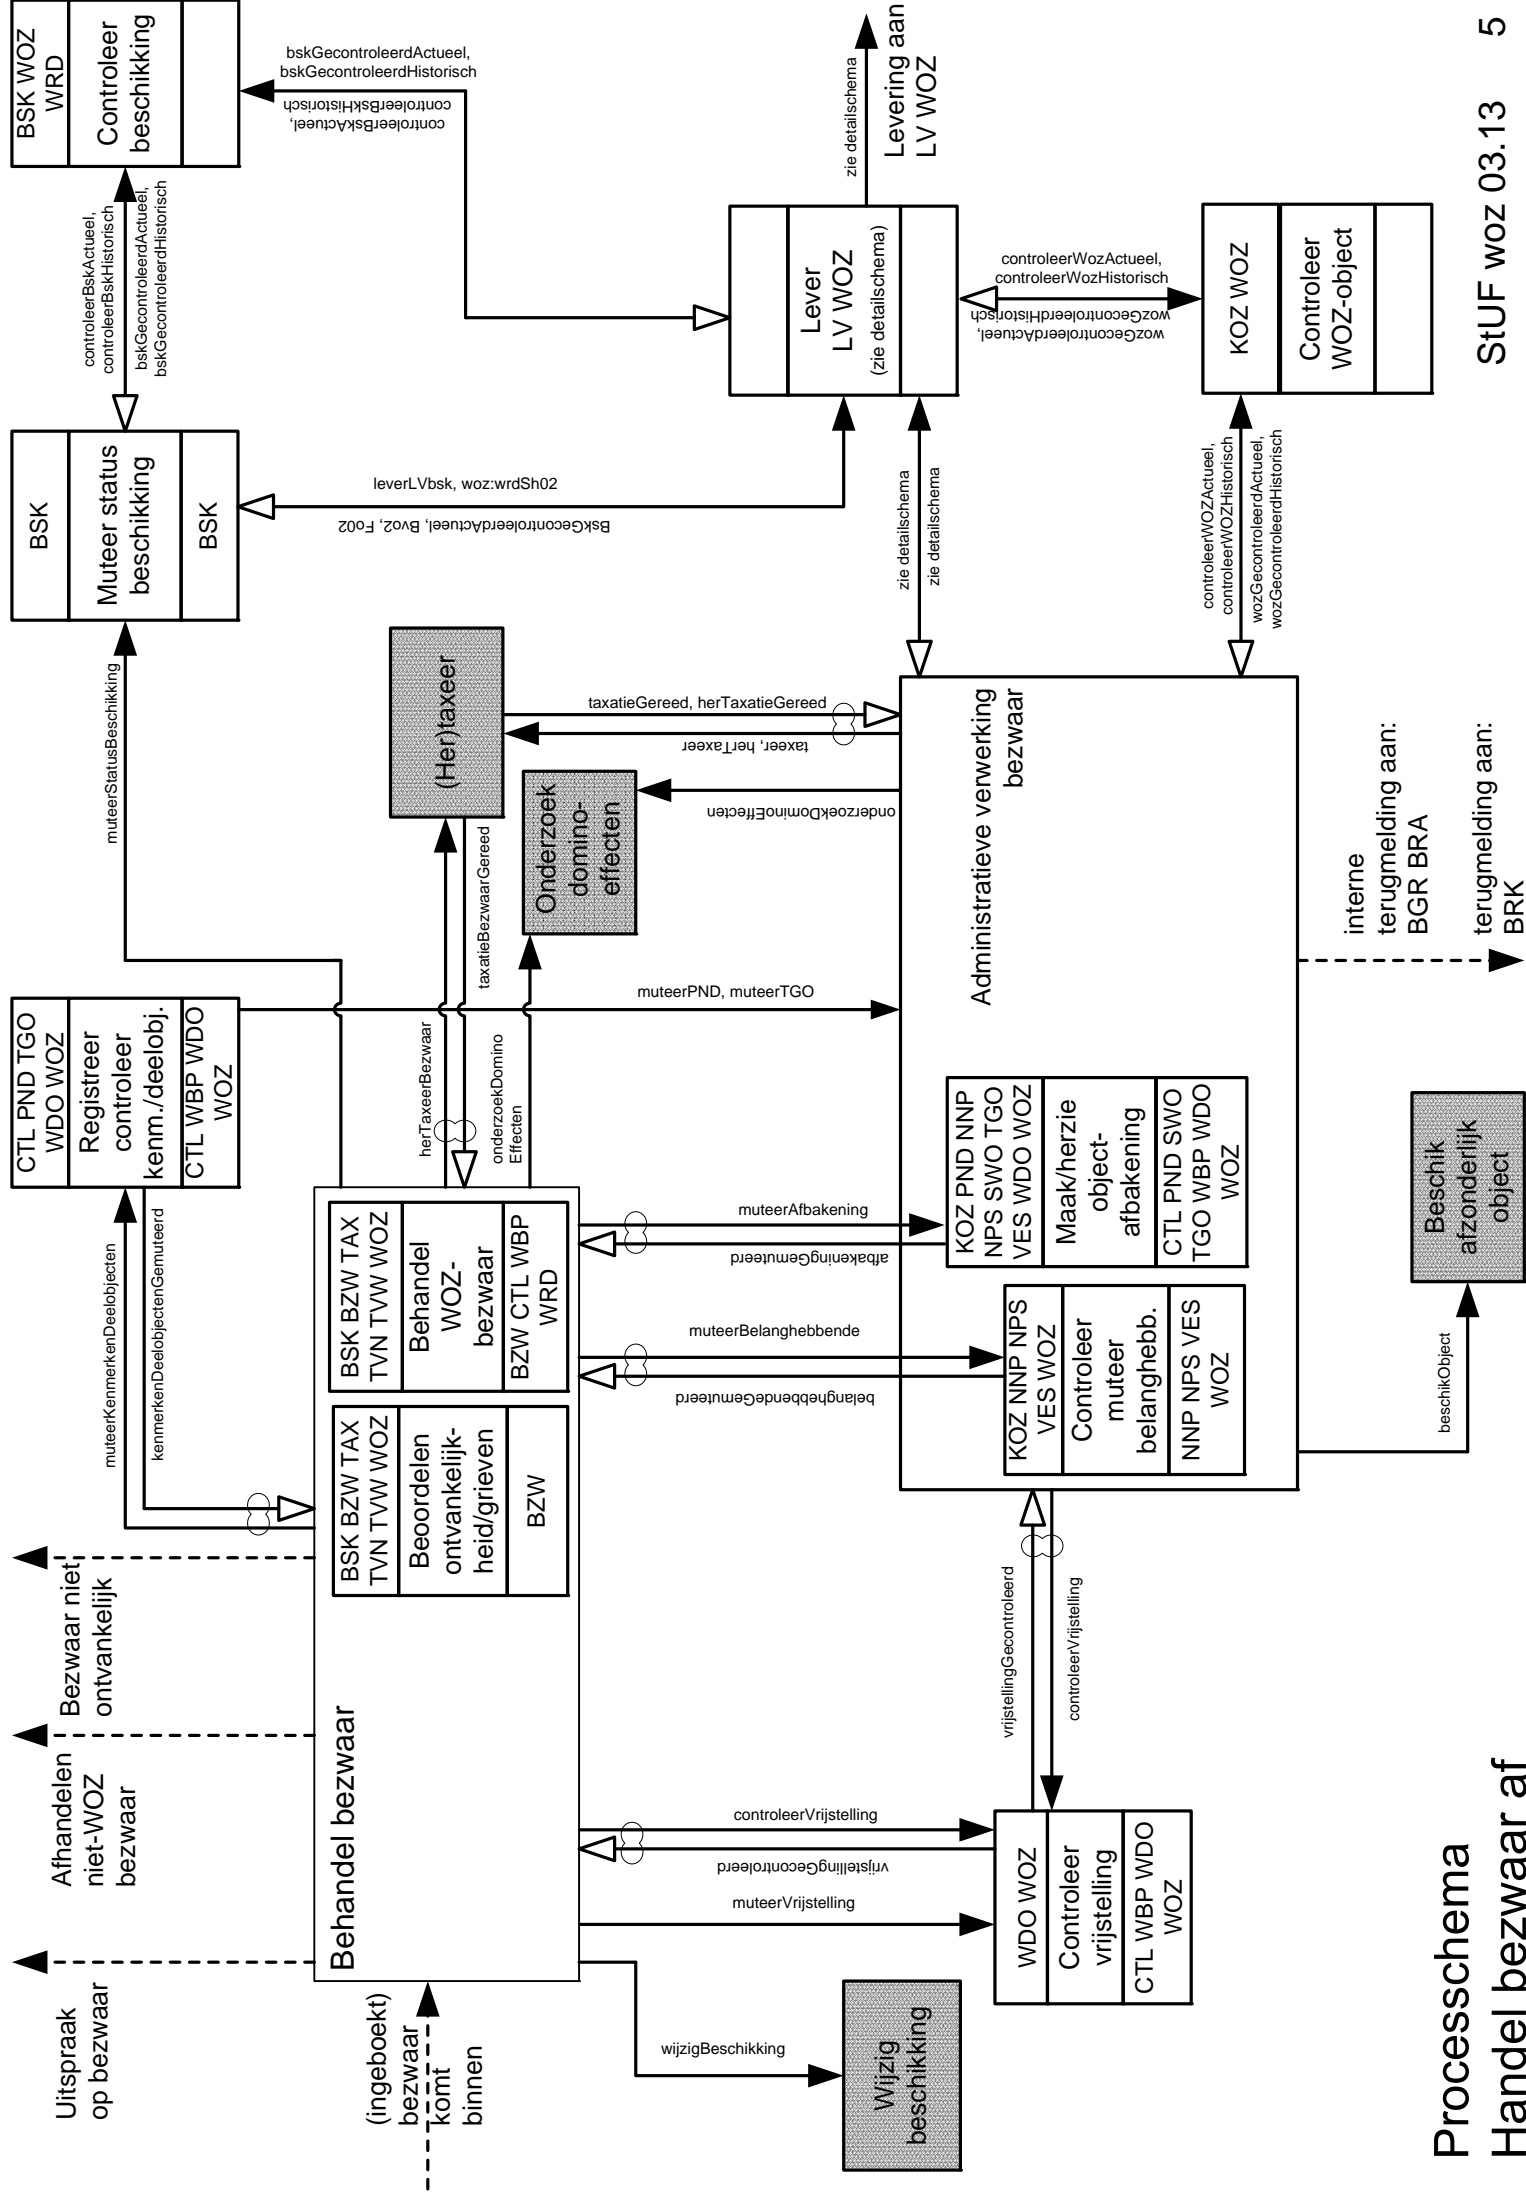 Uitspraak
op bezwaar
Afhandelen
niet-WOZ
bezwaar
Bezwaar niet
ontvankelijk
(ingeboekt)
bezwaar
komt
binnen
Behandel bezwaar
BSK BZW TAX
TVN TVW WOZ
Beoordelen
ontvankelijk-
heid/grieven
BZW
BSK BZW TAX
TVN TVW WOZ
Behandel
WOZ-
bezwaar
BZW CTL WBP
WRD
muteerKenmerkenDeelobjecten
kenmerkenDeelobjectenGemuteerd
CTL PND TGO
WDO WOZ
Registreer
controleer
kenm./deelobj.
CTL WBP WDO
WOZ
muteerStatusBeschikking
BSK
Muteer status
beschikking
BSK
controleerBskActueel,
controleerBskHistorisch
bskGecontroleerdActueel,
bskGecontroleerdHistorisch
BSK WOZ
WRD
Controleer
beschikking
bskGecontroleerdActueel,
bskGecontroleerdHistorisch
controleerBskActueel,
controleerBskHistorisch
herTaxeerBezwaar
taxatieBezwaarGereed
onderzoekDomino
Effecten
(Her)taxeer
Onderzoek
domino-
effecten
leverLVbsk, woz:wrdSh02
BskGecontroleerdActueel, Bvo2, Fo02
muteerPND, muteerTGO
taxatieGereed, herTaxatieGereed
taxeer, herTaxeer
onderzoekDominoEffecten
zie detailschema
zie detailschema
Lever
LV WOZ
(zie detailschema)
zie detailschema
Levering aan
LV WOZ
controleerWozActueel,
controleerWozHistorisch
wozGecontroleerdActueel,
wozGecontroleerdHistorisch
KOZ WOZ
Controleer
WOZ-object
controleerWOZActueel,
controleerWOZHistorisch
wozGecontroleerdActueel,
wozGecontroleerdHistorisch
wijzigBeschikking
Wijzig
beschikking
muteerVrijstelling
controleerVrijstelling
vrijstellingGecontroleerd
WDO WOZ
Controleer
vrijstelling
CTL WBP WDO
WOZ
vrijstellingGecontroleerd
controleerVrijstelling
muteerBelanghebbende
belanghebbendeGemuteerd
muteerAfbakening
afbakeningGemuteerd
Administratieve verwerking
bezwaar
KOZ NNP NPS
VES WOZ
Controleer
muteer
belanghebb.
NNP NPS VES
WOZ
KOZ PND NNP
NPS SWO TGO
VES WDO WOZ
Maak/herzie
object-
afbakening
CTL PND SWO
TGO WBP WDO
WOZ
beschikObject
Beschik
afzonderlijk
object
interne
terugmelding aan:
BGR BRA
terugmelding aan:
BRK
Processchema
Handel bezwaar af
StUF woz 03.13 5